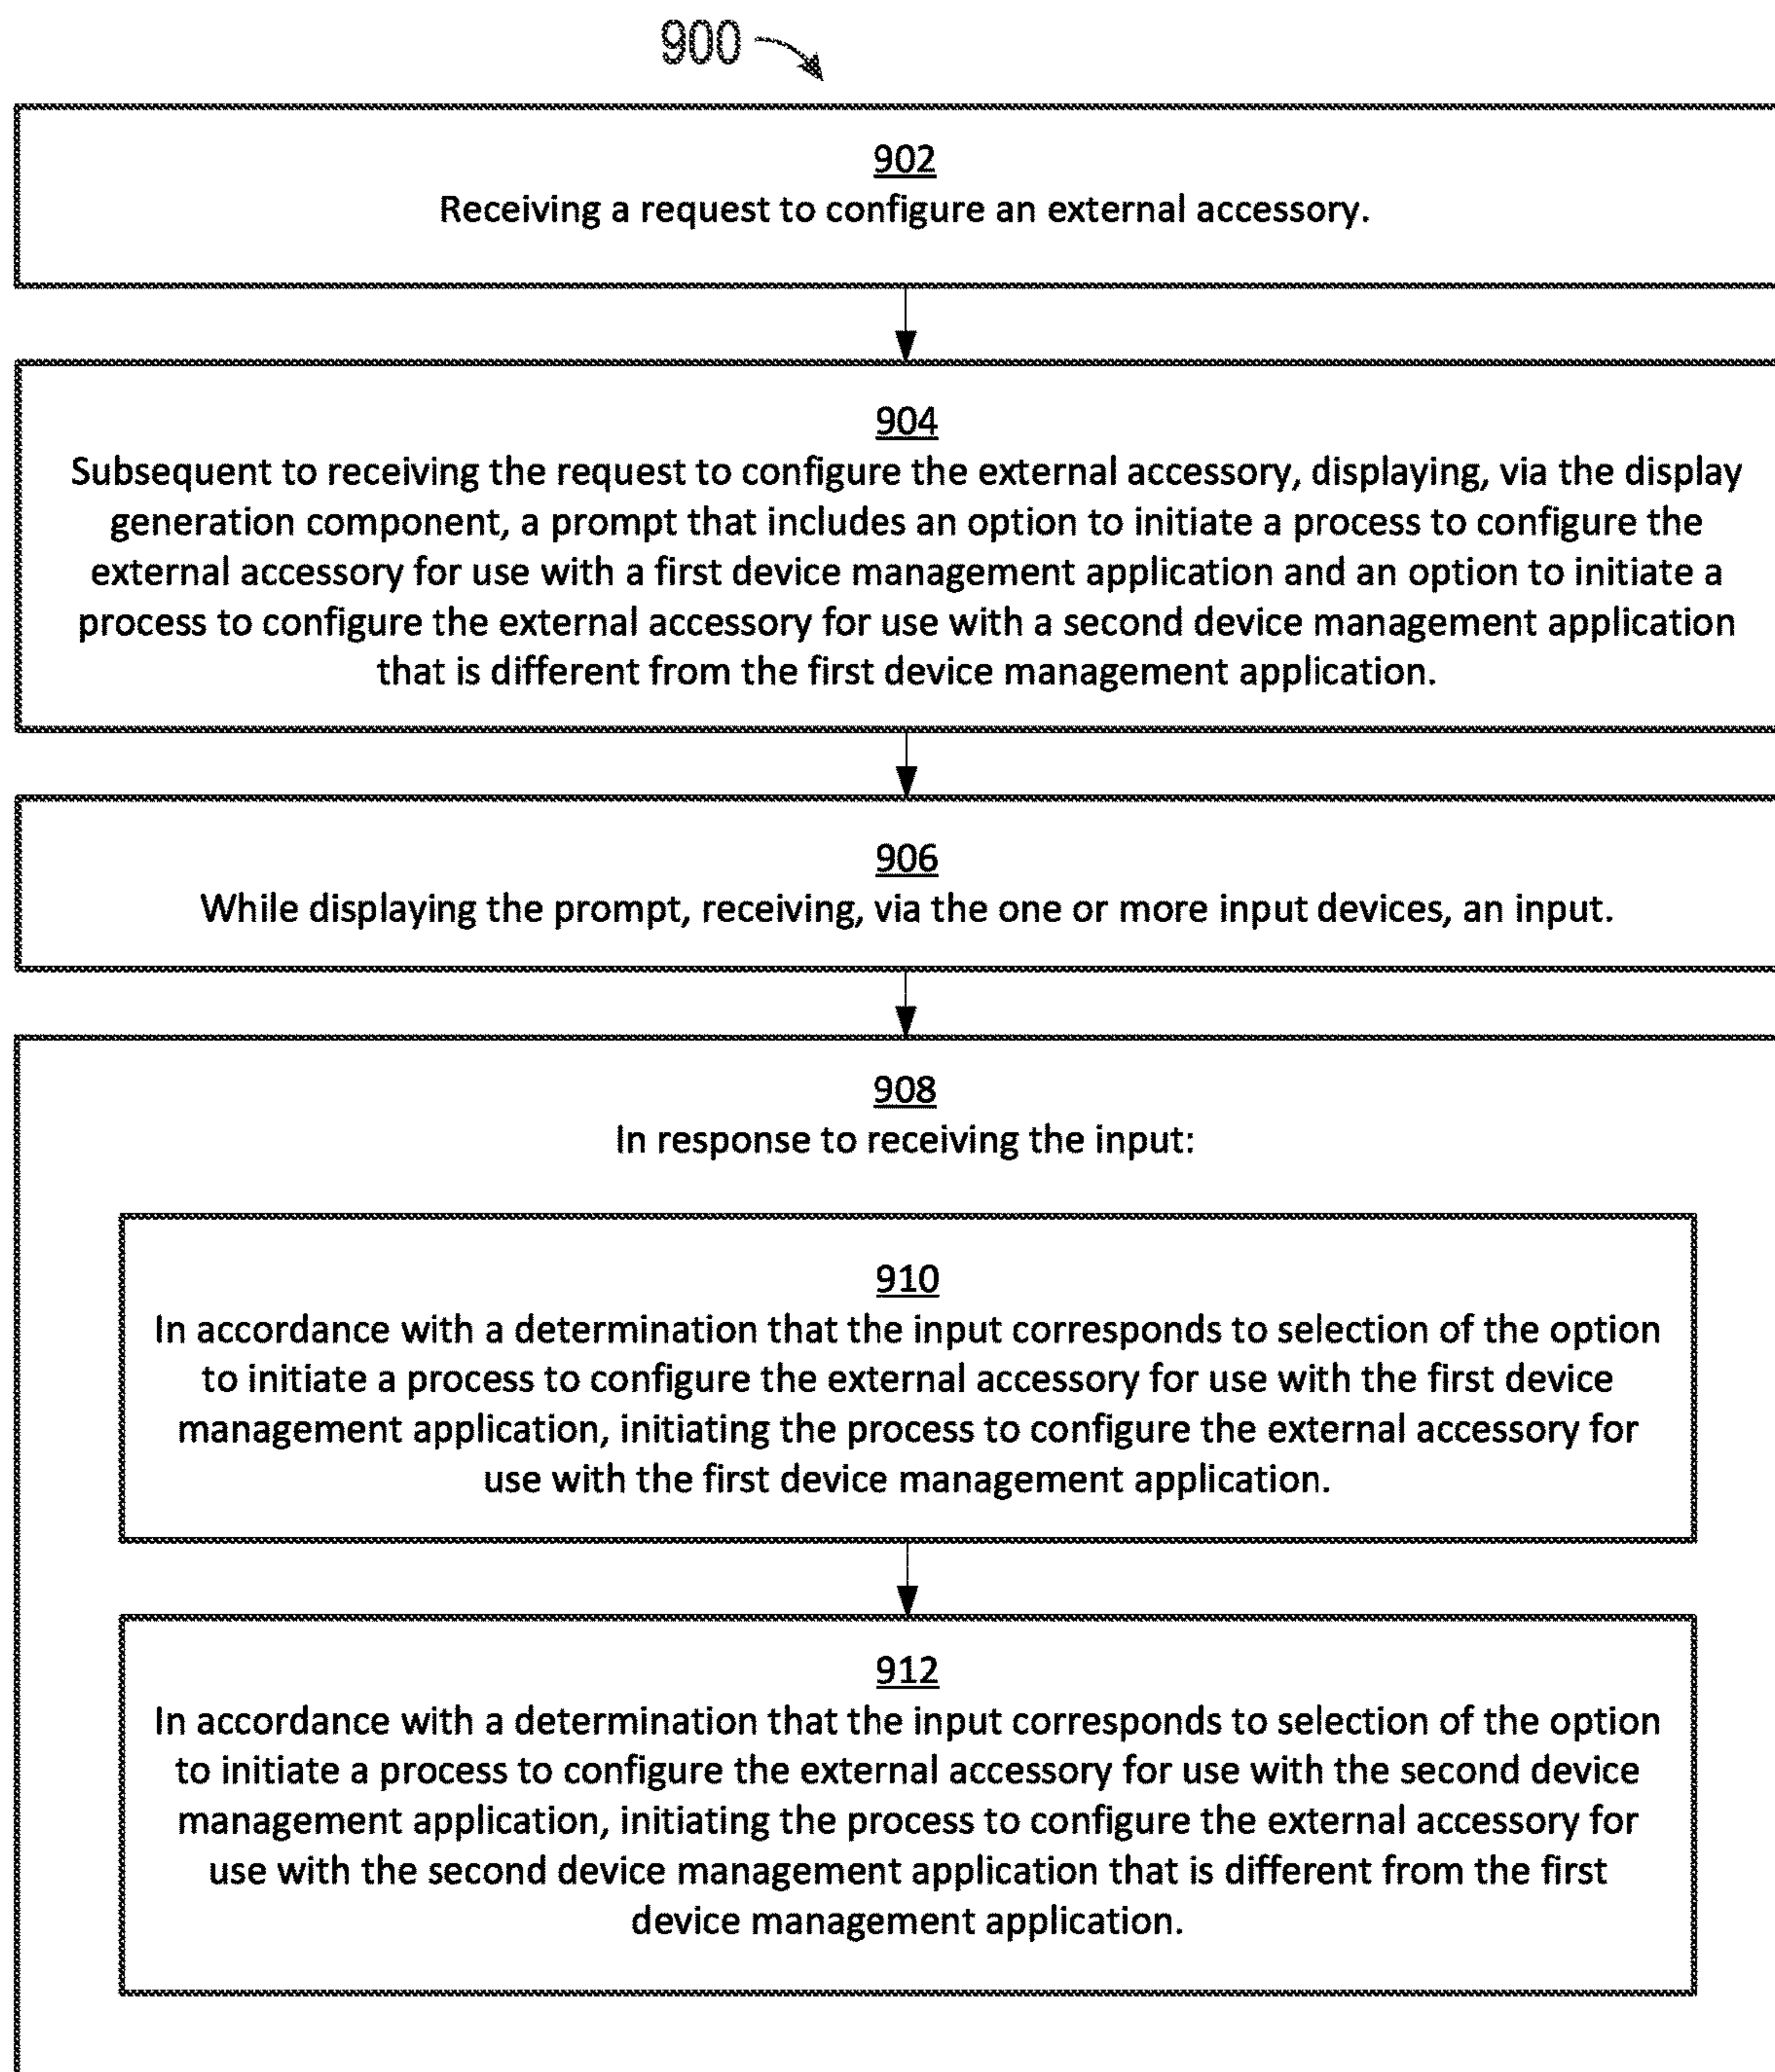 900
902
Receiving a request to configure an external accessory.
904
Subsequent to receiving the request to configure the external accessory, displaying, via the display
generation component, a prompt that includes an option to initiate a process to configure the
external accessory for use with a first device management application and an option to initiate a
process to configure the external accessory for use with a second device management application
that is different from the first device management application.
906
While displaying the prompt, receiving, via the one or more input devices, an input.
908
In response to receiving the input:
910
In accordance with a determination that the input corresponds to selection of the option
to initiate a process to configure the external accessory for use with the first device
management application, initiating the process to configure the external accessory for
use with the first device management application.
912
In accordance with a determination that the input corresponds to selection of the option
to initiate a process to configure the external accessory for use with the second device
management application, initiating the process to configure the external accessory for
use with the second device management application that is different from the first
device management application.